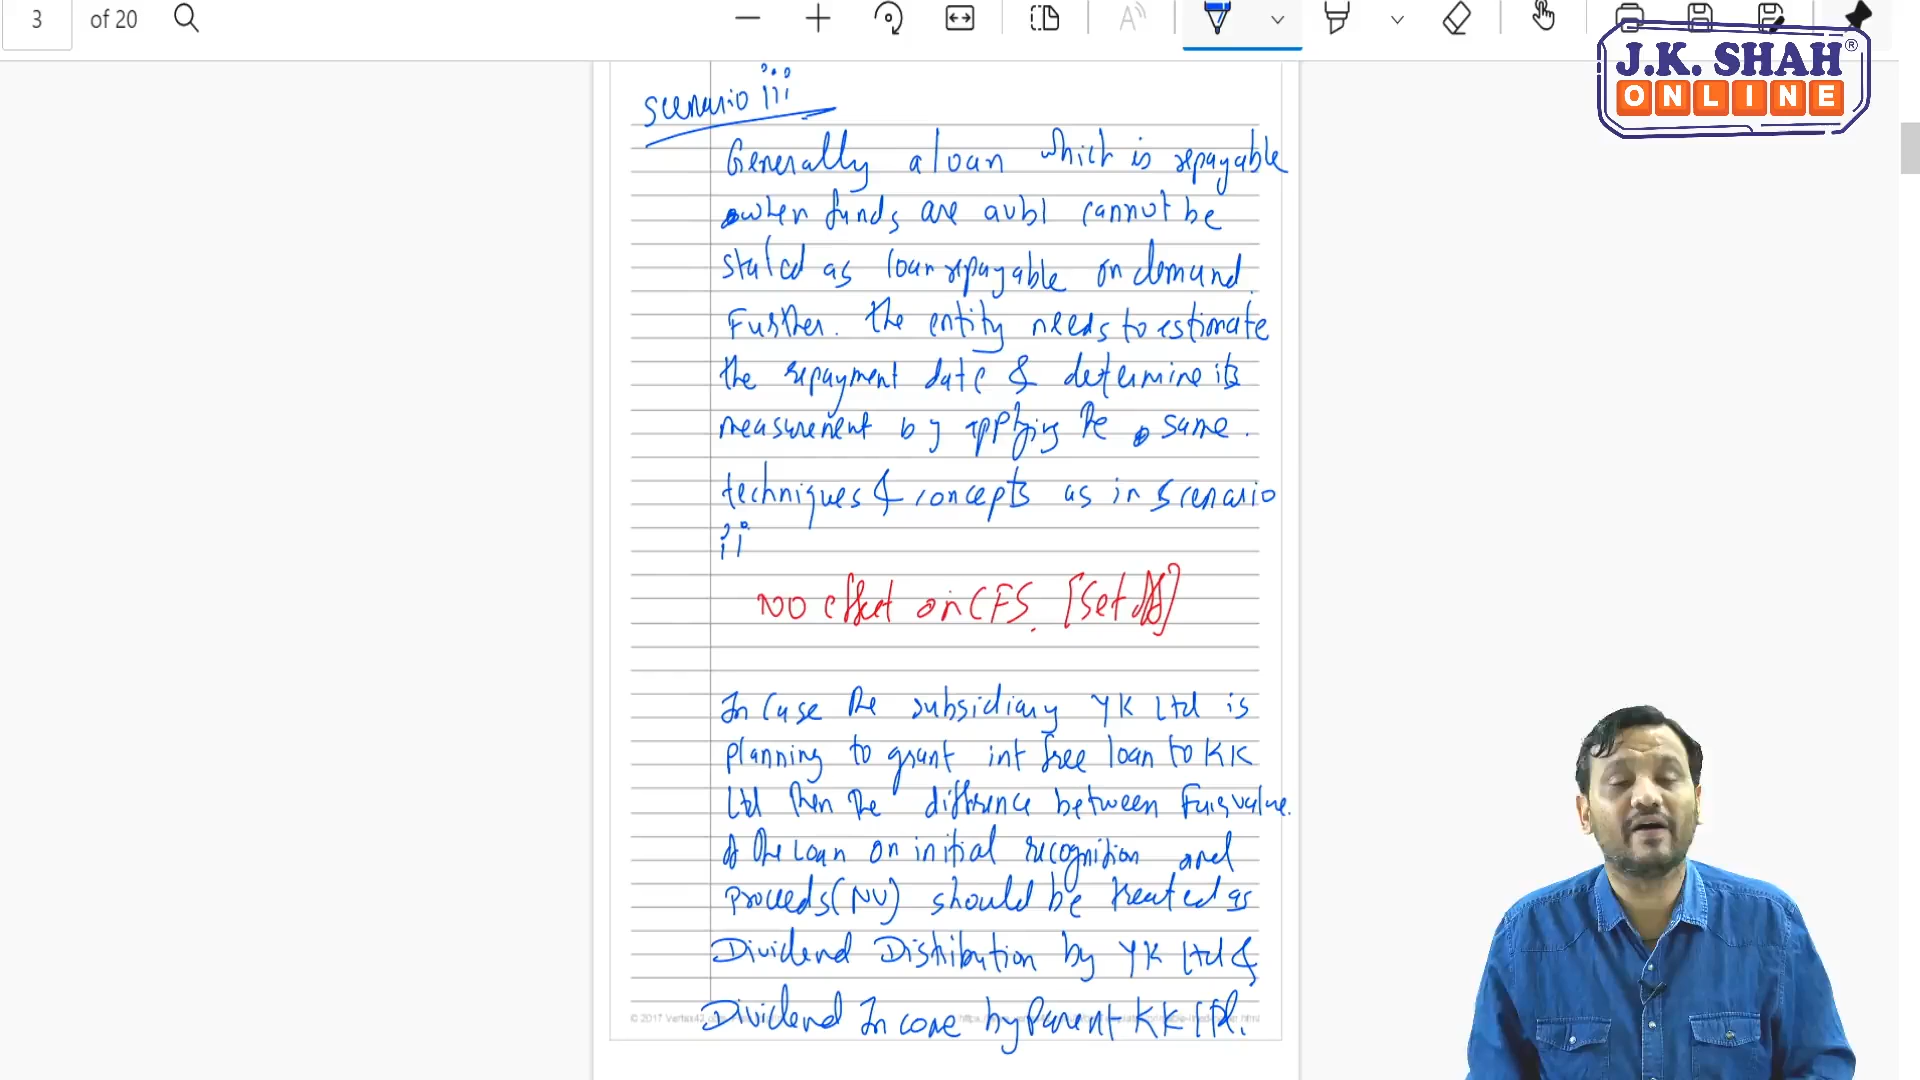 3 of 20
J.K. SHAH®
ONLINE
Scenario iii
Generally a loan which is repayable
when funds are avbl cannot be
stated as loan repayable on demand.
Further. the entity needs to estimate
the repayment date & determine its
measurement by applying the same.
techniques & concepts as in scenario
ii
NO effect on CFS. [Set off]
In Case the subsidiary YK Ltd is
planning to grant int free loan to KK
Ltd then the difference between Fair value.
of the loan on initial recognition and
proceeds (NV) should be treated as
Dividend Distribution by YK Ltd &
Dividend Income by Parent KK Ltd.
© 2017 Vertex42.com